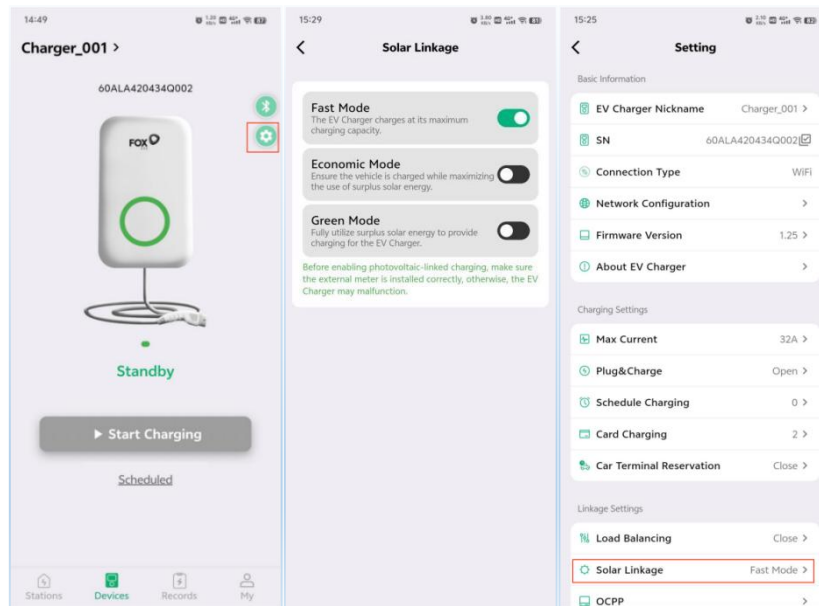 14:49
Charger_001 >
60ALA420434Q002
FOX
Standby
Start Charging
Scheduled
Stations
Devices
Records
My
15:29
Solar Linkage
Fast Mode
The EV Charger charges at its maximum
charging capacity.
Economic Mode
Ensure the vehicle is charged while maximizing
the use of surplus solar energy.
Green Mode
Fully utilize surplus solar energy to provide
charging for the EV Charger.
Before enabling photovoltaic-linked charging, make sure
the external meter is installed correctly, otherwise, the EV
Charger may malfunction.
15:25
Setting
Basic Information
EV Charger Nickname Charger_001 >
SN 60ALA420434Q002
Connection Type WiFi
Network Configuration >
Firmware Version 1.25 >
About EV Charger >
Charging Settings
Max Current 32A >
Plug&Charge Open >
Schedule Charging 0 >
Card Charging 2 >
Car Terminal Reservation Close >
Linkage Settings
Load Balancing Close >
Solar Linkage Fast Mode >
OCPP >